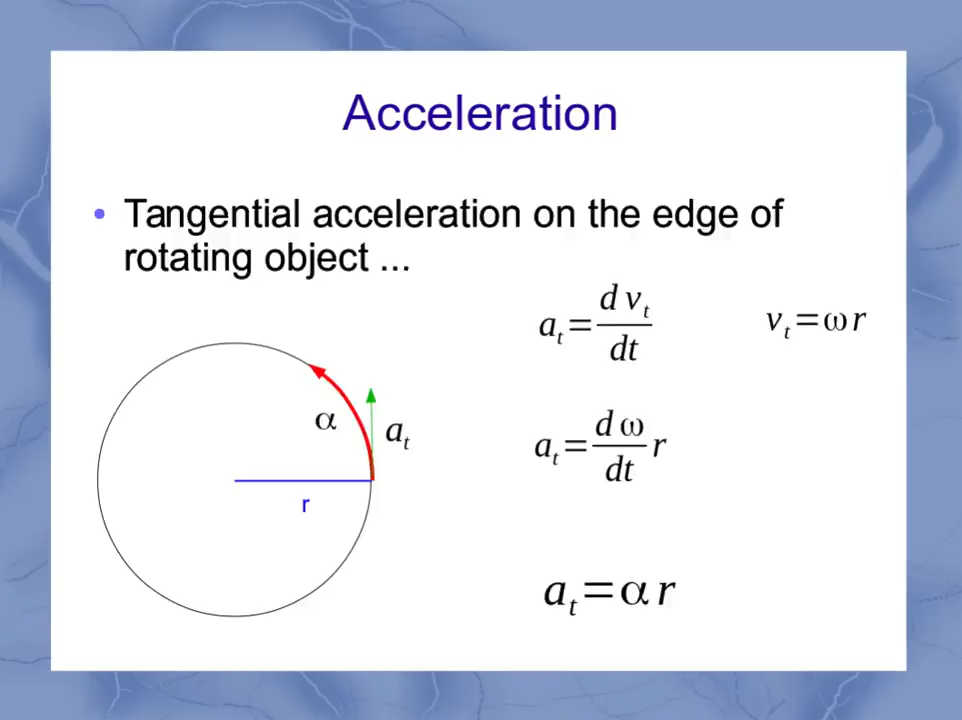 Acceleration
• Tangential acceleration on the edge of
rotating object ...
a_t = d v_t / dt
v_t = ω r
α
a_t
a_t = d ω / dt r
r
a_t = α r